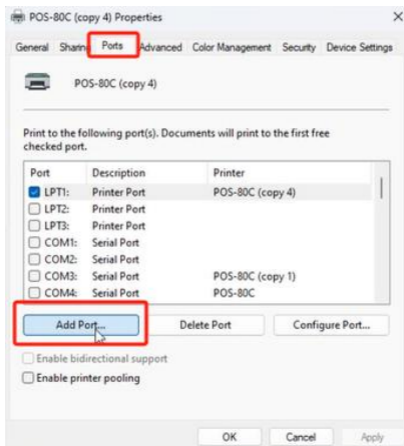 POS-80C (copy 4) Properties
General Sharing Ports Advanced Color Management Security Device Settings
POS-80C (copy 4)
Print to the following port(s). Documents will print to the first free
checked port.
Port Description Printer
LPT1: Printer Port POS-80C (copy 4)
LPT2: Printer Port
LPT3: Printer Port
COM1: Serial Port
COM2: Serial Port
COM3: Serial Port POS-80C (copy 1)
COM4: Serial Port POS-80C
Add Port... Delete Port Configure Port...
Enable bidirectional support
Enable printer pooling
OK Cancel Apply